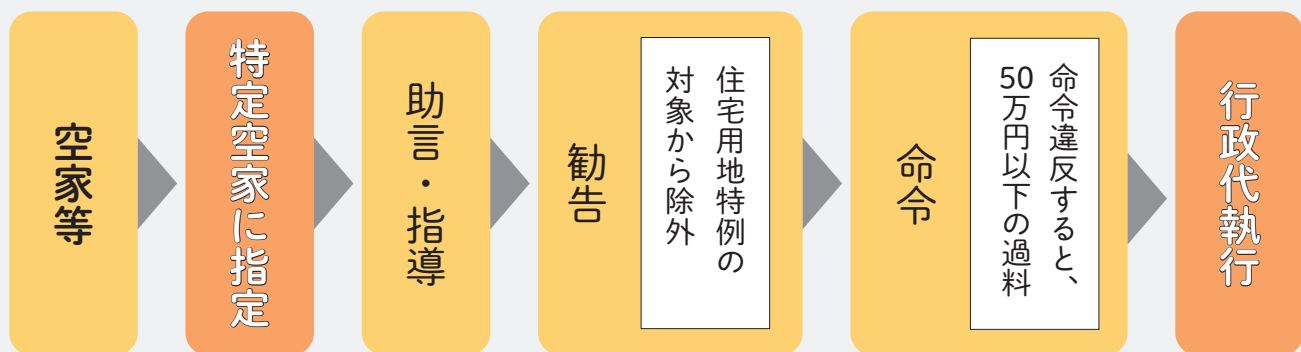 空家等
特定空家に指定
助言・指導
勧告
住宅用地特例の
対象から除外
命令
命令違反すると、
50万円以下の過料
行政代執行